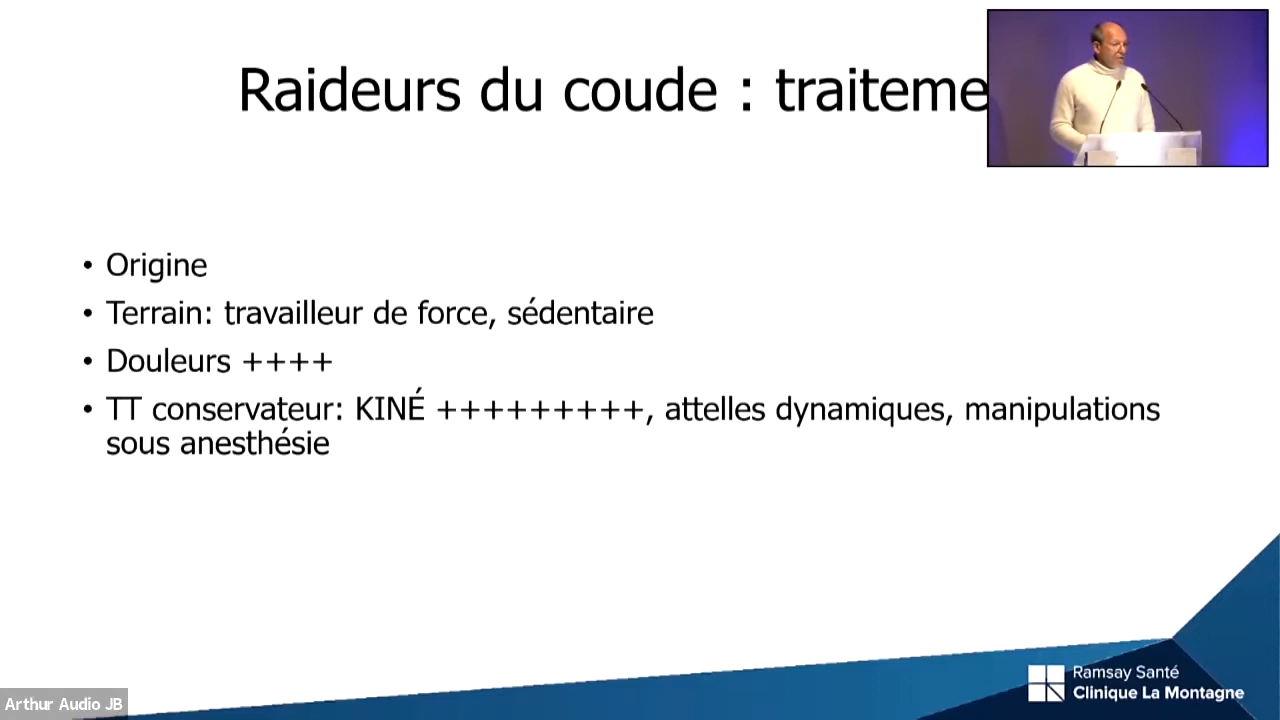 Raideurs du coude : traiteme
• Origine
• Terrain: travailleur de force, sédentaire
• Douleurs ++++
• TT conservateur: KINÉ +++++++++, attelles dynamiques, manipulations
sous anesthésie
Ramsay Santé
Clinique La Montagne
Arthur Audio JB